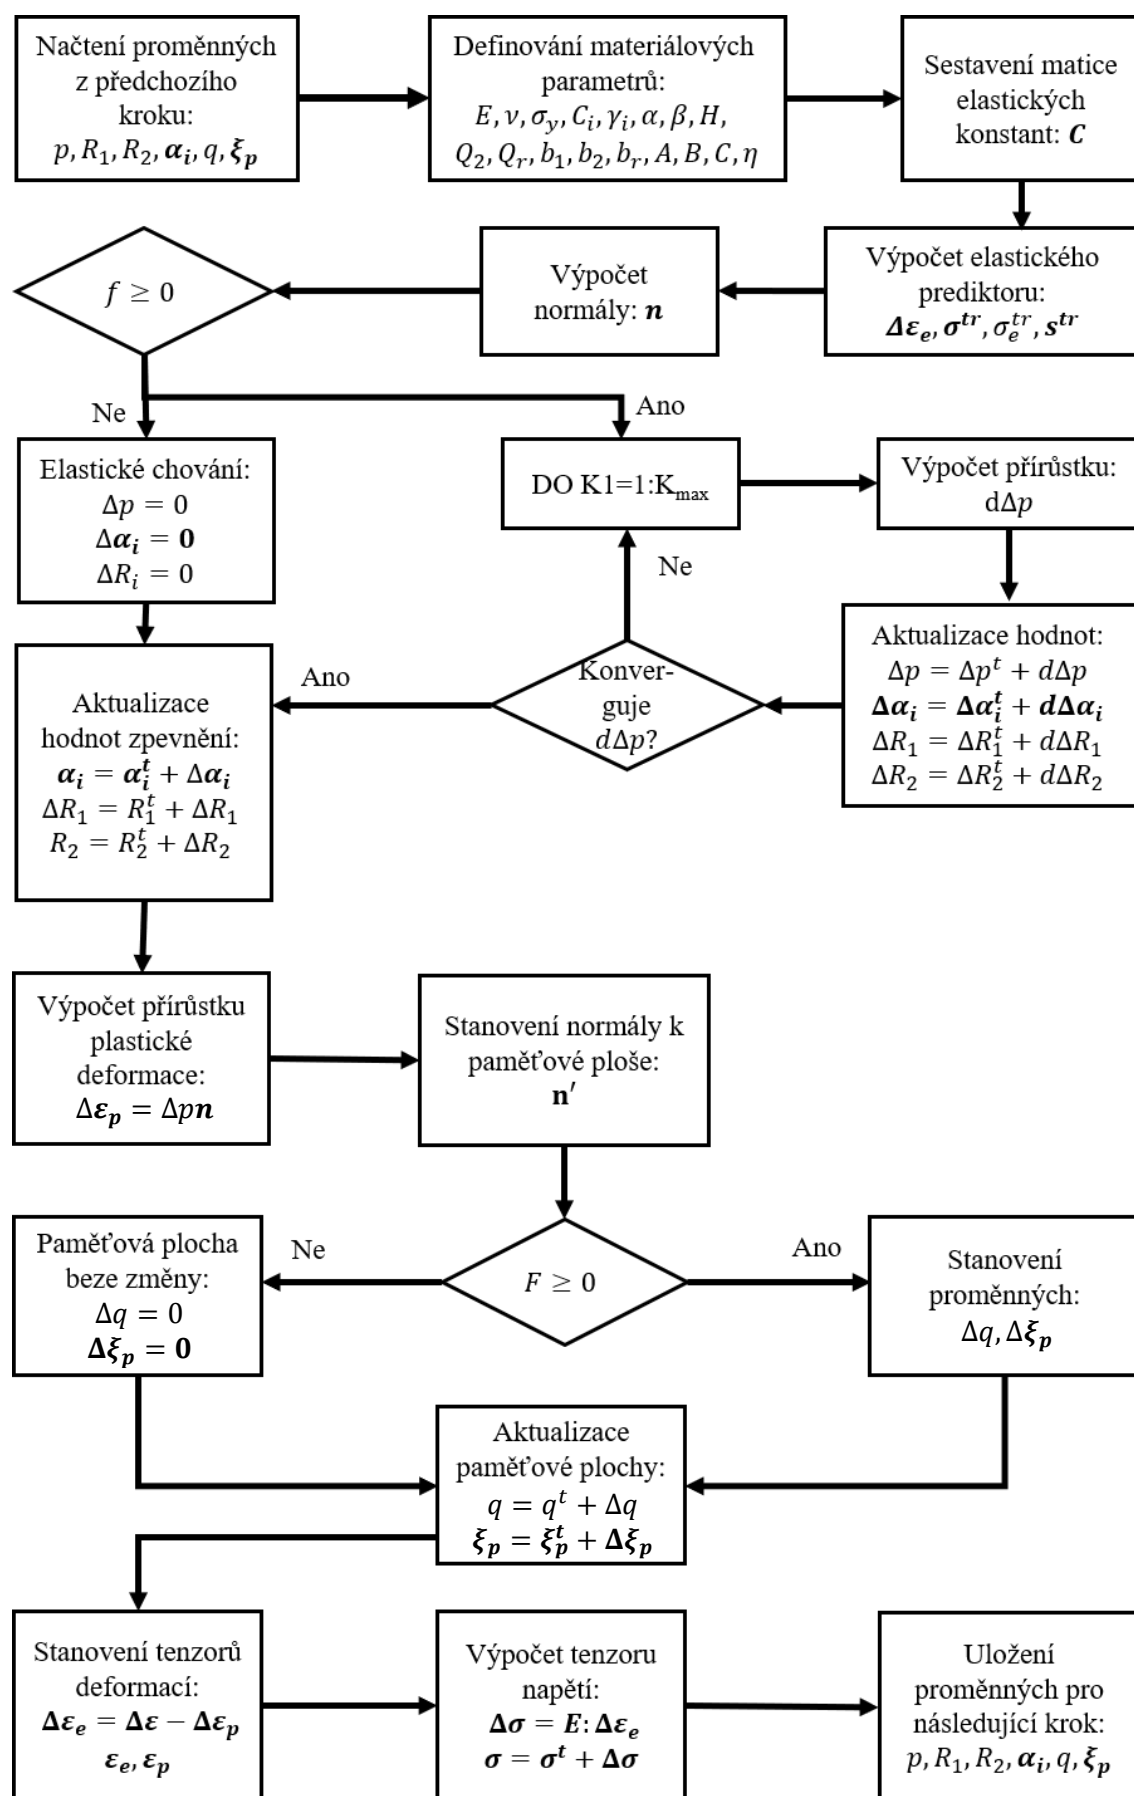 Načtení proměnných
z předchozího
kroku:
p, R₁, R₂, αᵢ, q, ξₚ
Definování materiálových
parametrů:
E, ν, σ_y, Cᵢ, γᵢ, α, β, H,
Q₂, Qᵣ, b₁, b₂, bᵣ, A, B, C, η
Sestavení matice
elastických
konstant: C
Výpočet elastického
prediktoru:
Δεₑ, σᵗʳ, σₑᵗʳ, sᵗʳ
Výpočet
normály: n
f ≥ 0
Ne
Ano
Elastické chování:
Δp = 0
Δαᵢ = 0
ΔRᵢ = 0
DO K1=1:Kₘₐₓ
Výpočet přírůstku:
dΔp
Aktualizace hodnot:
Δp = Δpᵗ + dΔp
Δαᵢ = Δαᵢᵗ + dΔαᵢ
ΔR₁ = ΔR₁ᵗ + dΔR₁
ΔR₂ = ΔR₂ᵗ + dΔR₂
Konver-
guje
dΔp?
Ne
Ano
Aktualizace
hodnot zpevnění:
αᵢ = αᵢᵗ + Δαᵢ
ΔR₁ = R₁ᵗ + ΔR₁
R₂ = R₂ᵗ + ΔR₂
Výpočet přírůstku
plastické
deformace:
Δεₚ = Δpn
Stanovení normály k
paměťové ploše:
n′
F ≥ 0
Ne
Ano
Paměťová plocha
beze změny:
Δq = 0
Δξₚ = 0
Stanovení
proměnných:
Δq, Δξₚ
Aktualizace
paměťové plochy:
q = qᵗ + Δq
ξₚ = ξₚᵗ + Δξₚ
Stanovení tenzorů
deformací:
Δεₑ = Δε − Δεₚ
εₑ, εₚ
Výpočet tenzoru
napětí:
Δσ = E: Δεₑ
σ = σᵗ + Δσ
Uložení
proměnných pro
následující krok:
p, R₁, R₂, αᵢ, q, ξₚ